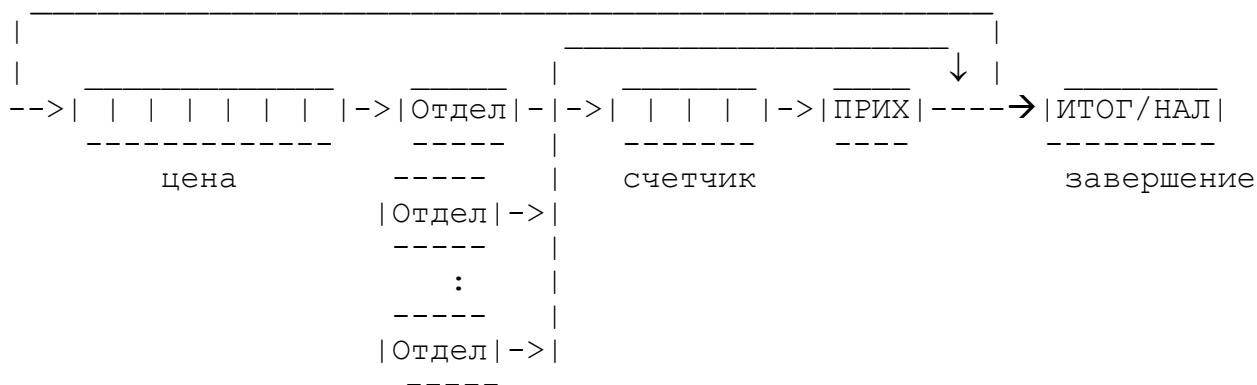 -->| | | | | | | |->|Отдел|-|->| | | | |->|ПРИХ|----→|ИТОГ/НАЛ|
цена ----- | счетчик завершение
|Отдел|->|
:
|Отдел|->|